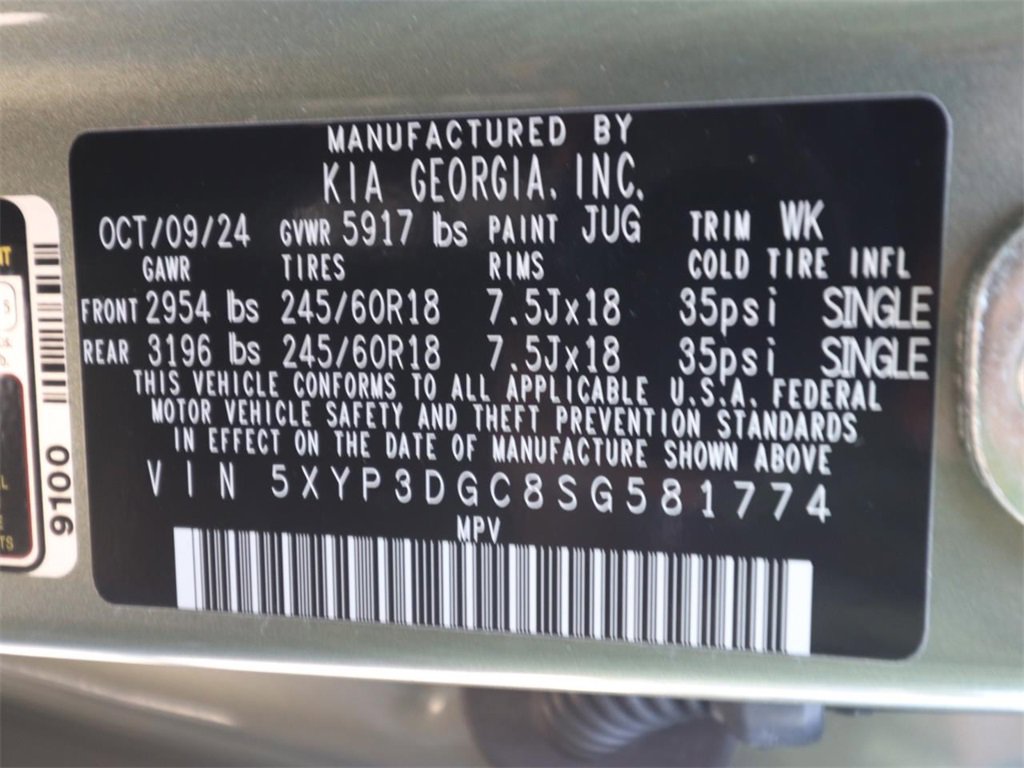 MANUFACTURED BY
KIA GEORGIA, INC.
OCT/09/24 GVWR 5917 lbs PAINT JUG TRIM WK
GAWR TIRES RIMS COLD TIRE INFL
FRONT 2954 lbs 245/60R18 7.5Jx18 35psi SINGLE
REAR 3196 lbs 245/60R18 7.5Jx18 35psi SINGLE
THIS VEHICLE CONFORMS TO ALL APPLICABLE U.S.A. FEDERAL
MOTOR VEHICLE SAFETY AND THEFT PREVENTION STANDARDS
IN EFFECT ON THE DATE OF MANUFACTURE SHOWN ABOVE
VIN 5XYP3DGC8SG581774
MPV
9100